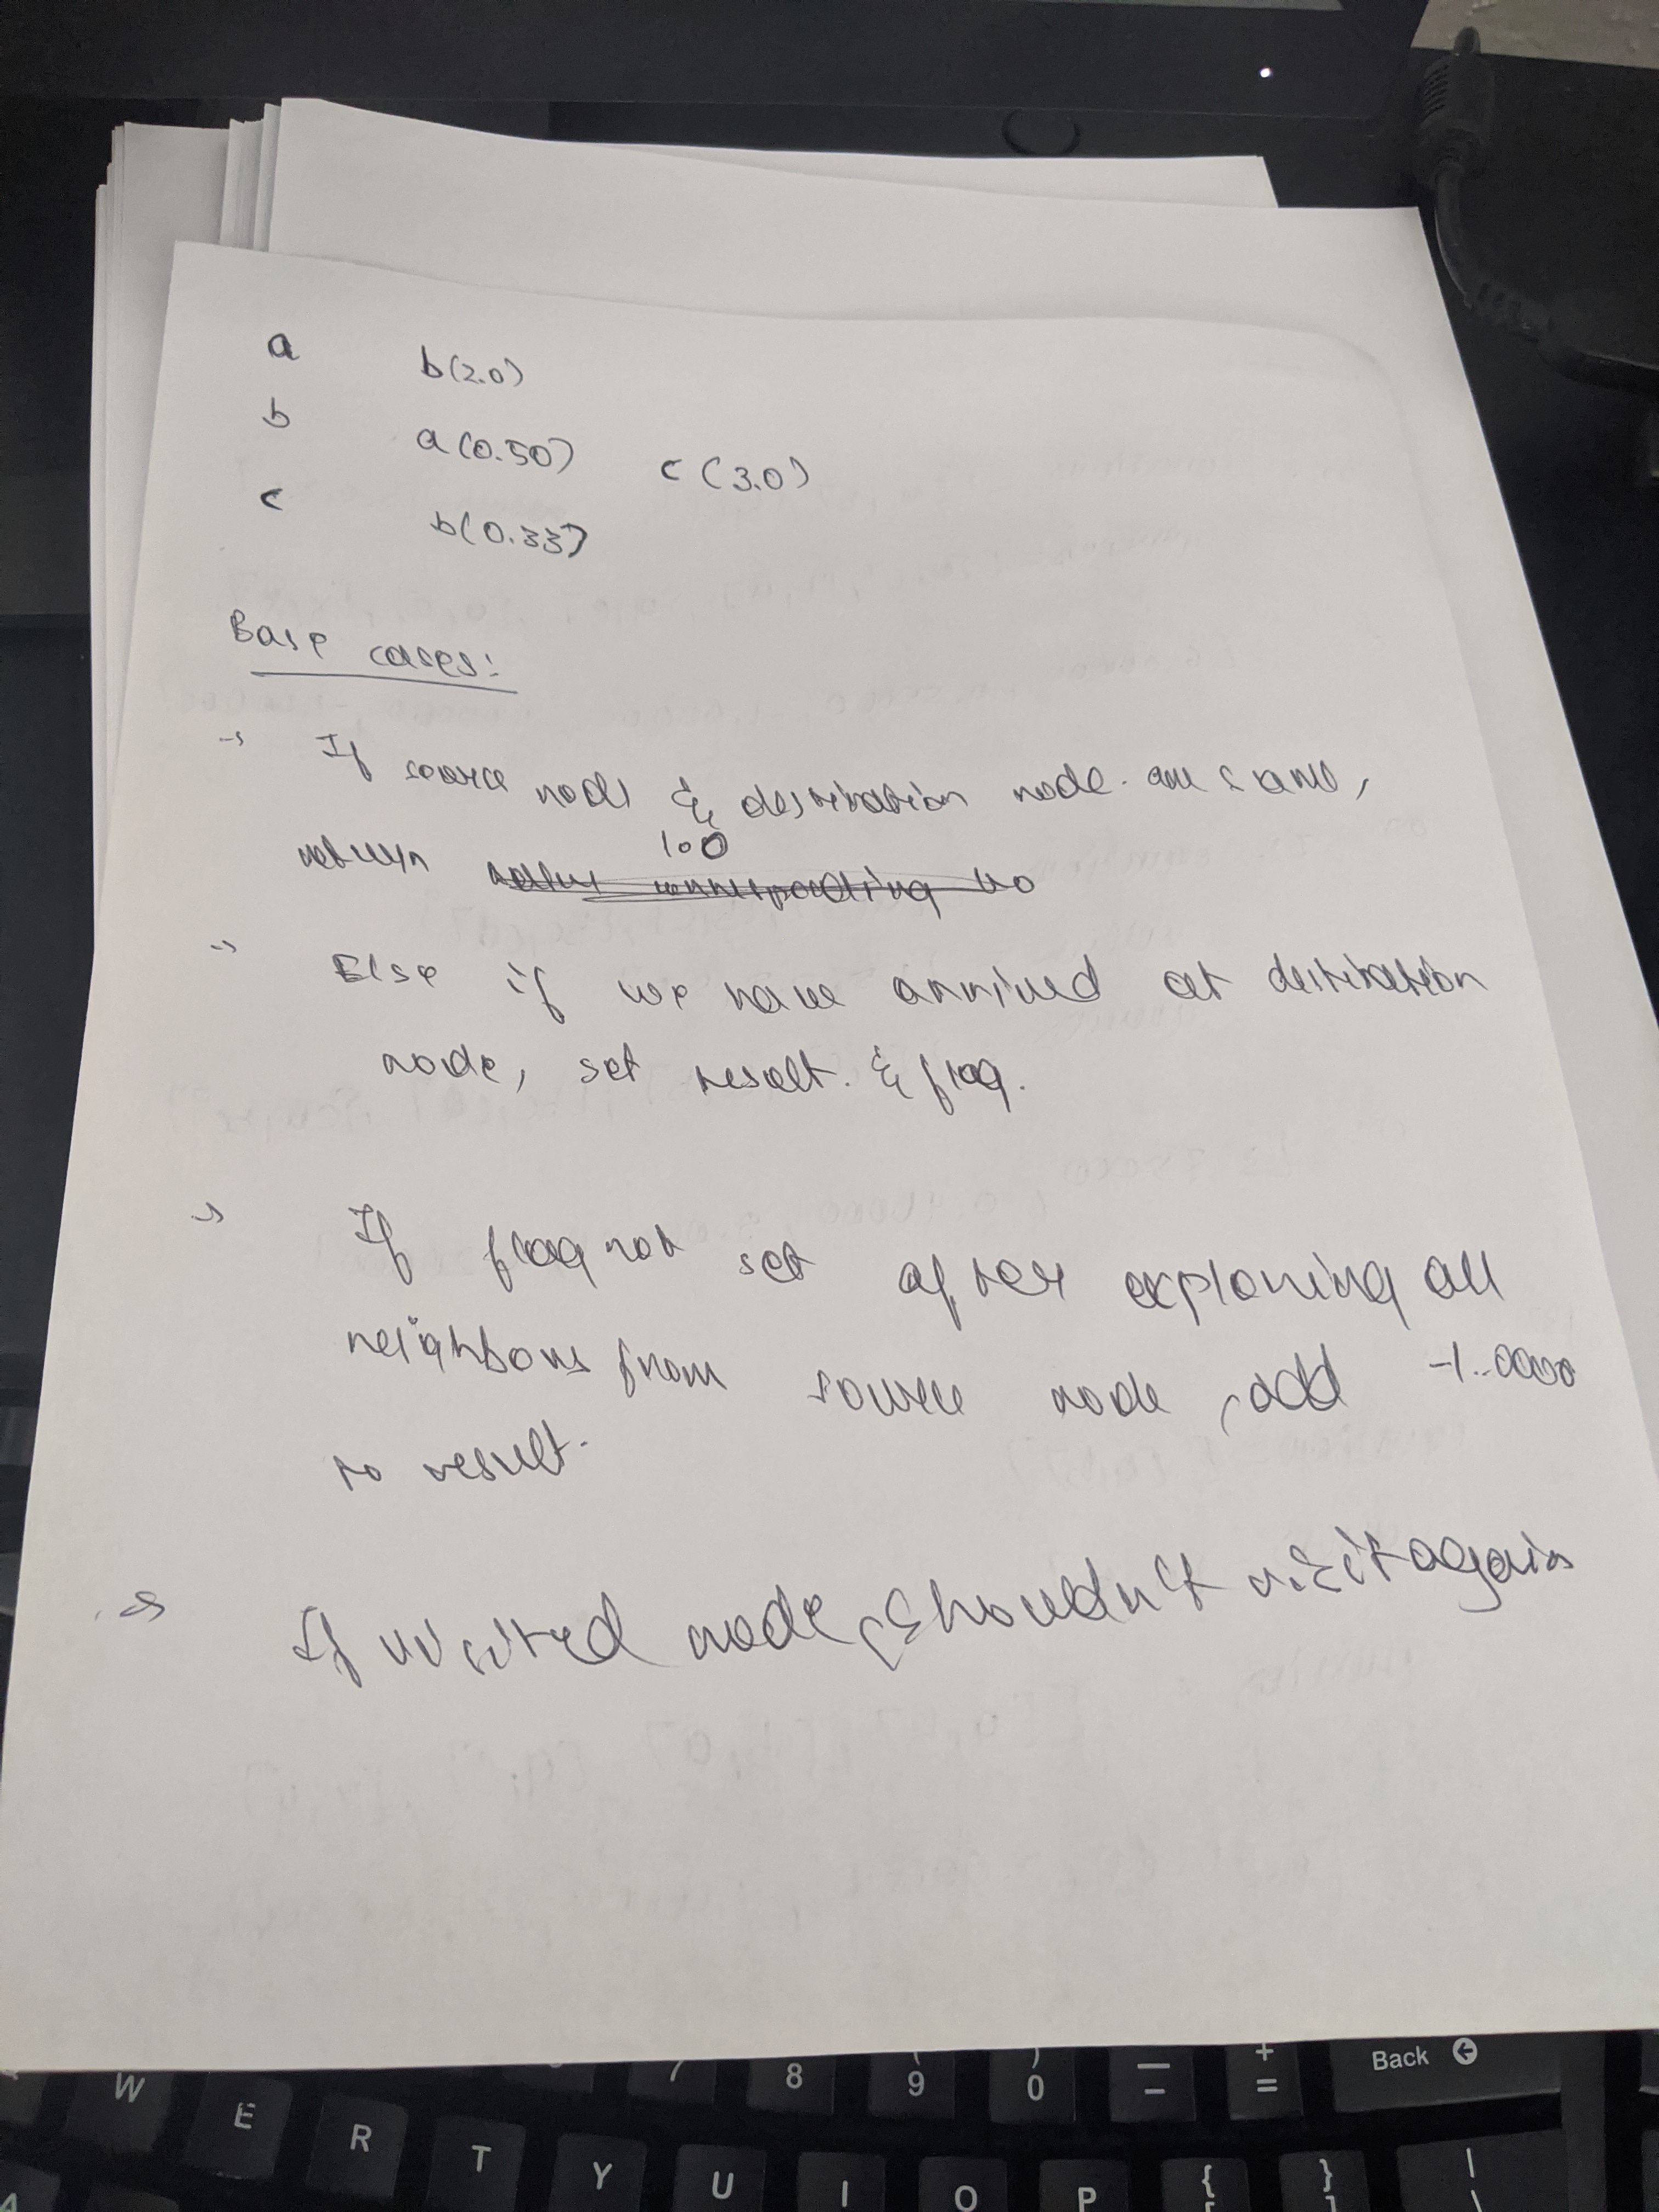 a b(2.0)
b a(0.50) c(3.0)
c b(0.33)
Base cases:
→ If source node & destination node are same,
1.0
return value corresponding to
→ Else if we have arrived at destination
node, set result & flag.
→ If flag not set after exploring all
neighbors from source node, add -1.0000
to result.
→ If visited node, shouldn't visit again
7 8 9 0 — - + = Back
W E R T Y U I O P { [ } ] | \
A